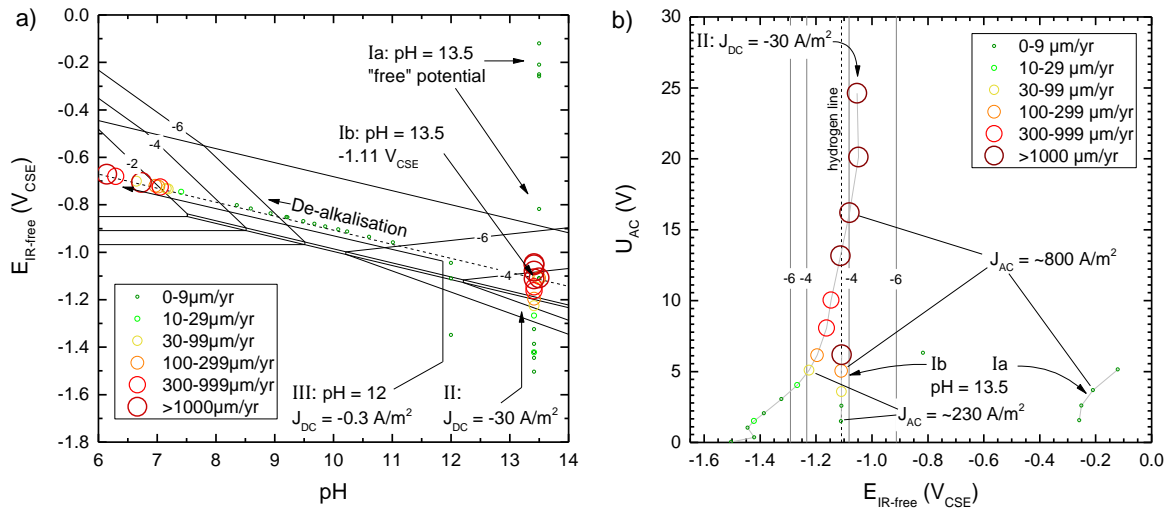 a)
0.0
-0.2
-0.4
-0.6
-0.8
-1.0
-1.2
-1.4
-1.6
-1.8
E_IR-free (V_CSE)
6 7 8 9 10 11 12 13 14
pH
Ia: pH = 13.5
"free" potential
Ib: pH = 13.5
-1.11 V_CSE
-6
-4
-2
De-alkalisation
-6
-4
0-9µm/yr
10-29µm/yr
30-99µm/yr
100-299µm/yr
300-999µm/yr
>1000µm/yr
III: pH = 12
J_DC = -0.3 A/m²
II:
J_DC = -30 A/m²
b)
30
25
20
15
10
5
0
U_AC (V)
-1.6 -1.4 -1.2 -1.0 -0.8 -0.6 -0.4 -0.2 0.0
E_IR-free (V_CSE)
II: J_DC = -30 A/m²
hydrogen line
0-9 µm/yr
10-29 µm/yr
30-99 µm/yr
100-299 µm/yr
300-999 µm/yr
>1000 µm/yr
-6 -4 -4 -6
J_AC = ~800 A/m²
Ib Ia
pH = 13.5
J_AC = ~230 A/m²